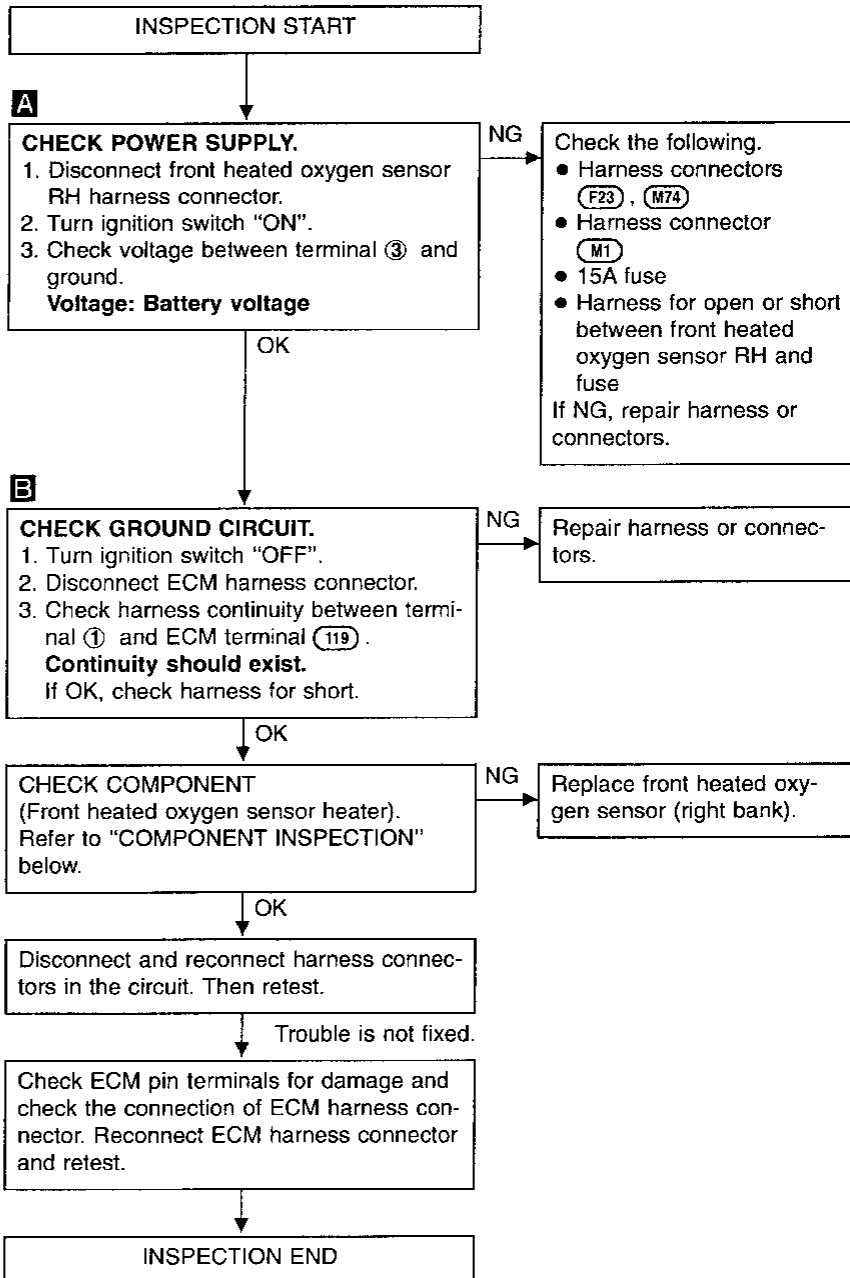 INSPECTION START
A
CHECK POWER SUPPLY.
1. Disconnect front heated oxygen sensor
RH harness connector.
2. Turn ignition switch “ON”.
3. Check voltage between terminal ③ and
ground.
Voltage: Battery voltage
NG
Check the following.
● Harness connectors
(F23), (M74)
● Harness connector
(M1)
● 15A fuse
● Harness for open or short
between front heated
oxygen sensor RH and
fuse
If NG, repair harness or
connectors.
OK
B
CHECK GROUND CIRCUIT.
1. Turn ignition switch “OFF”.
2. Disconnect ECM harness connector.
3. Check harness continuity between termi-
nal ① and ECM terminal (119).
Continuity should exist.
If OK, check harness for short.
NG
Repair harness or connec-
tors.
OK
CHECK COMPONENT
(Front heated oxygen sensor heater).
Refer to “COMPONENT INSPECTION”
below.
NG
Replace front heated oxy-
gen sensor (right bank).
OK
Disconnect and reconnect harness connec-
tors in the circuit. Then retest.
Trouble is not fixed.
Check ECM pin terminals for damage and
check the connection of ECM harness con-
nector. Reconnect ECM harness connector
and retest.
INSPECTION END